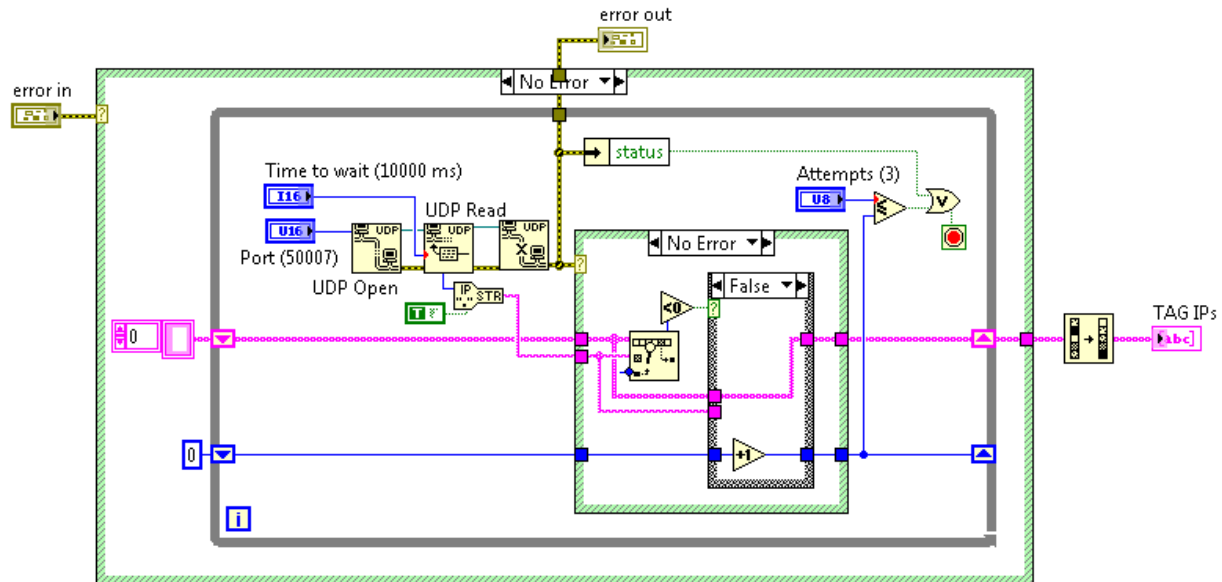 error out
No Error
error in
status
Time to wait (10000 ms)
Attempts (3)
I16
U8
UDP Read
V
U16
UDP
UDP
UDP
No Error
Port (50007)
UDP Open
False
IP
STR
<0
T F
TAG IPs
0
abc
0
+1
i